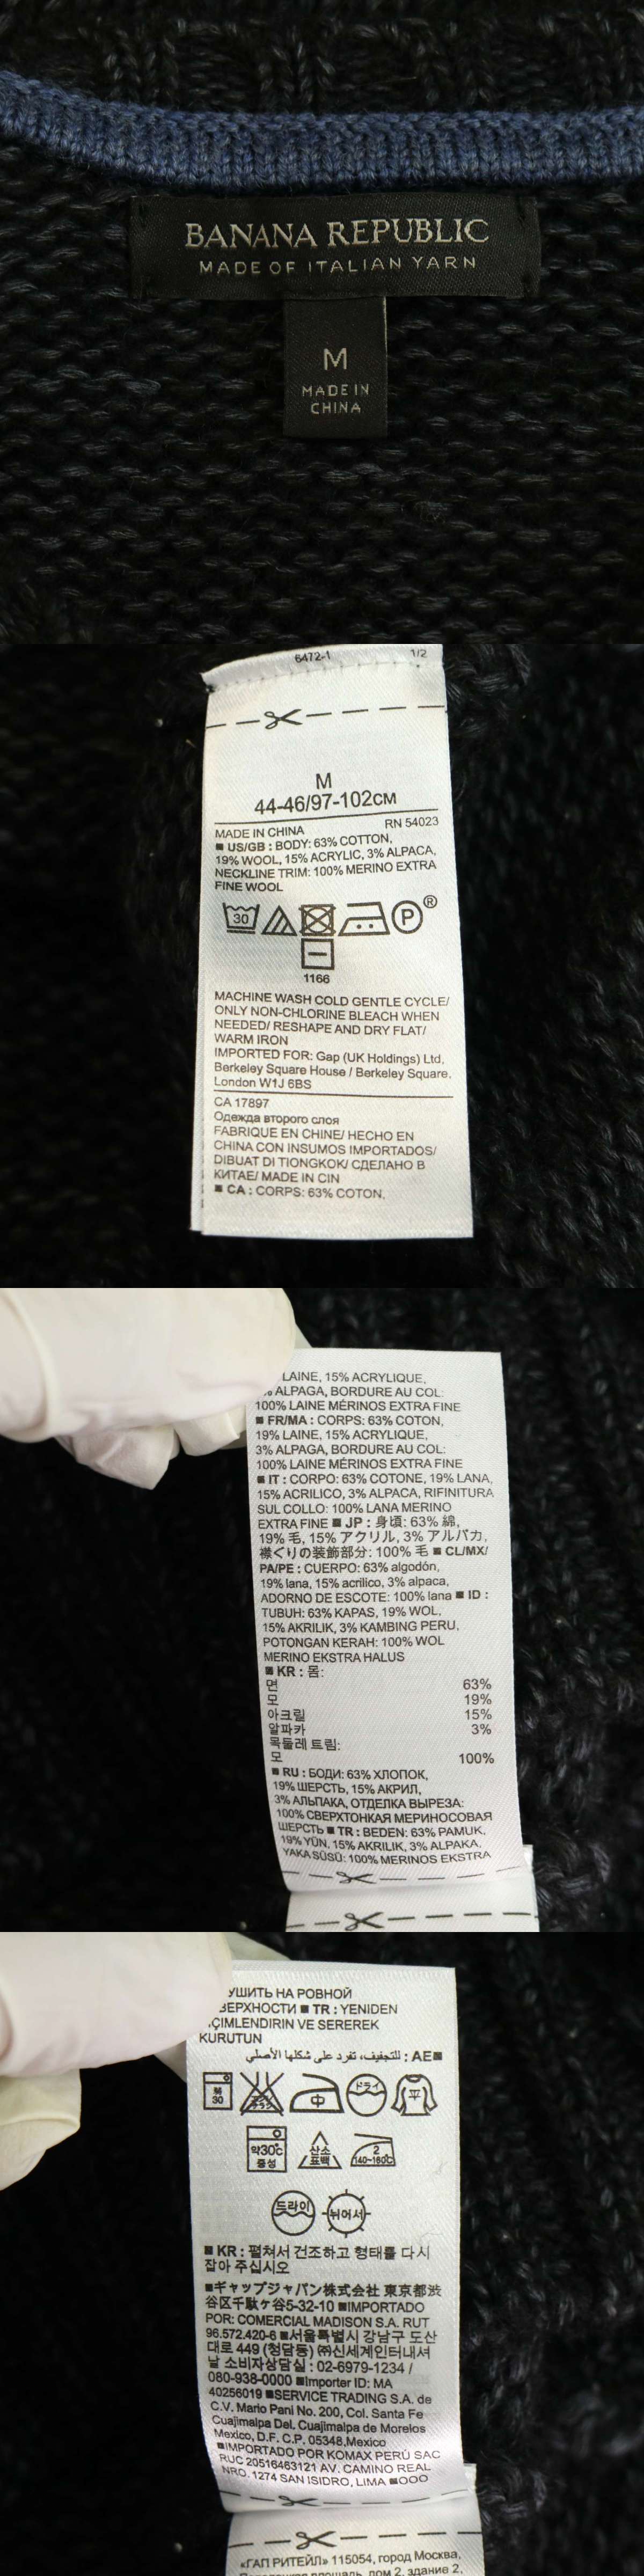 BANANA REPUBLIC
MADE OF ITALIAN YARN
M
MADE IN
CHINA
6472-1 1/2
M
44-46/97-102CM
MADE IN CHINA RN 54023
■ US/GB : BODY: 63% COTTON,
19% WOOL, 15% ACRYLIC, 3% ALPACA,
NECKLINE TRIM: 100% MERINO EXTRA
FINE WOOL
30 P ®
1166
MACHINE WASH COLD GENTLE CYCLE/
ONLY NON-CHLORINE BLEACH WHEN
NEEDED/ RESHAPE AND DRY FLAT/
WARM IRON
IMPORTED FOR: Gap (UK Holdings) Ltd,
Berkeley Square House / Berkeley Square,
London W1J 6BS
CA 17897
Одежда второго слоя
FABRIQUE EN CHINE/ HECHO EN
CHINA CON INSUMOS IMPORTADOS/
DIBUAT DI TIONGKOK/ СДЕЛАНО В
КИТАЕ/ MADE IN CIN
■ CA : CORPS: 63% COTON,
LAINE, 15% ACRYLIQUE,
% ALPAGA, BORDURE AU COL:
100% LAINE MÉRINOS EXTRA FINE
■ FR/MA : CORPS: 63% COTON,
19% LAINE, 15% ACRYLIQUE,
3% ALPAGA, BORDURE AU COL:
100% LAINE MÉRINOS EXTRA FINE
■ IT : CORPO: 63% COTONE, 19% LANA,
15% ACRILICO, 3% ALPACA, RIFINITURA
SUL COLLO: 100% LANA MERINO
EXTRA FINE ■ JP : 身頃: 63% 綿,
19% 毛, 15% アクリル, 3% アルパカ,
襟ぐりの装飾部分: 100% 毛 ■ CL/MX/
PA/PE : CUERPO: 63% algodón,
19% lana, 15% acrílico, 3% alpaca,
ADORNO DE ESCOTE: 100% lana ■ ID :
TUBUH: 63% KAPAS, 19% WOL,
15% AKRILIK, 3% KAMBING PERU,
POTONGAN KERAH: 100% WOL
MERINO EKSTRA HALUS
■ KR : 몸:
면 63%
모 19%
아크릴 15%
알파카 3%
목둘레 트림:
모 100%
■ RU : БОДИ: 63% ХЛОПОК,
19% ШЕРСТЬ, 15% АКРИЛ,
3% АЛЬПАКА, ОТДЕЛКА ВЫРЕЗА:
100% СВЕРХТОНКАЯ МЕРИНОСОВАЯ
ШЕРСТЬ ■ TR : BEDEN: 63% PAMUK,
19% YÜN, 15% AKRILIK, 3% ALPAKA,
YAKA SÜSÜ: 100% MERINOS EKSTRA
УШИТЬ НА РОВНОЙ
ВЕРХНОСТИ ■ TR : YENIDEN
ÇIMLENDIRIN VE SEREREK
KURUTUN
■AE : للتجفيف، تفرد على شكلها الأصلي
30 中 ドライ 平
약30℃
중성 산소
표백 2
140~160℃
드라이 뉘어서
■ KR : 펼쳐서 건조하고 형태를 다시
잡아 주십시오
■ギャップジャパン株式会社 東京都渋
谷区千駄ヶ谷5-32-10 ■IMPORTADO
POR: COMERCIAL MADISON S.A. RUT
96.572.420-6 ■서울특별시 강남구 도산
대로 449 (청담동) ㈜신세계인터내셔
날 소비자상담실 : 02-6979-1234 /
080-938-0000 ■Importer ID: MA
40256019 ■SERVICE TRADING S.A. de
C.V. Mario Pani No. 200, Col. Santa Fe
Cuajimalpa Del. Cuajimalpa de Morelos
Mexico, D.F. C.P. 05348,Mexico
■IMPORTADO POR KOMAX PERÚ SAC
RUC 20516463121 AV. CAMINO REAL
NRO. 1274 SAN ISIDRO, LIMA ■OOO
«ГАП РИТЕЙЛ» 115054, город Москва,
площадь, дом 2, здание 2,